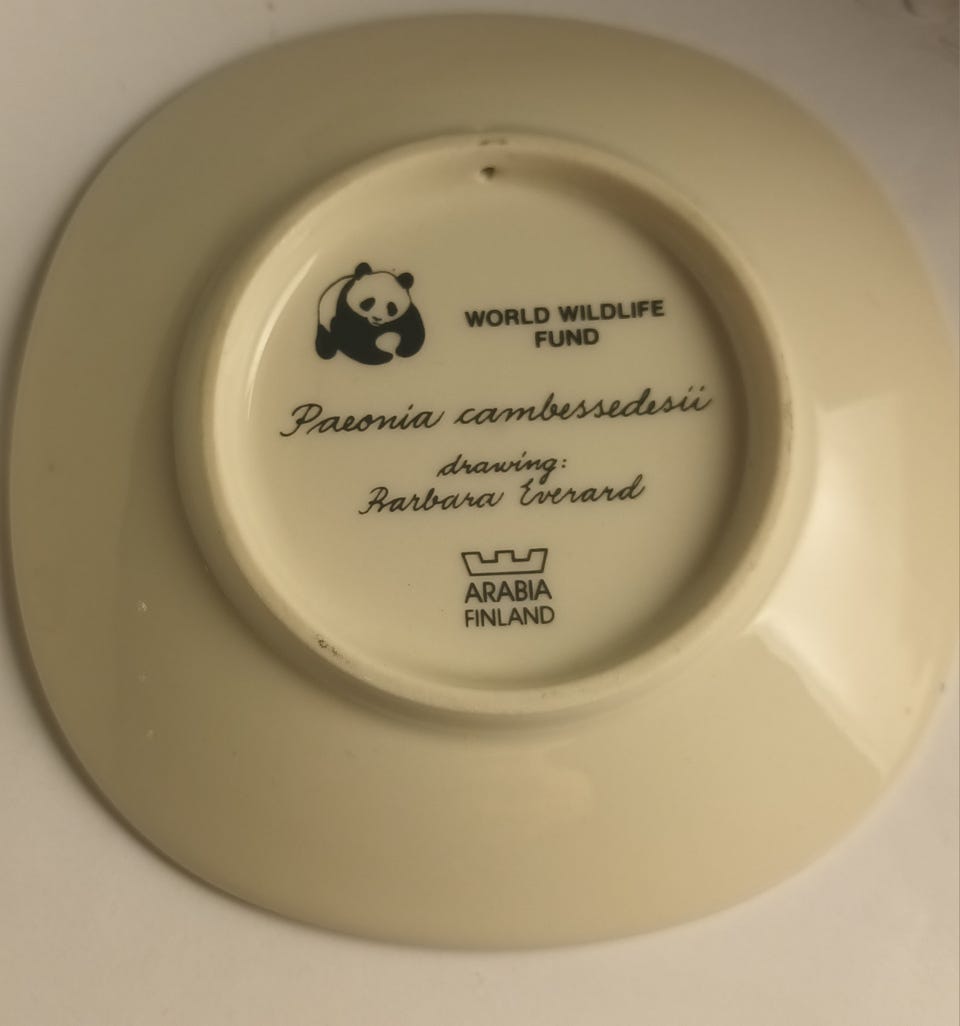 WORLD WILDLIFE
FUND
Paeonia cambessedesii
drawing:
Barbara Everard
ARABIA
FINLAND